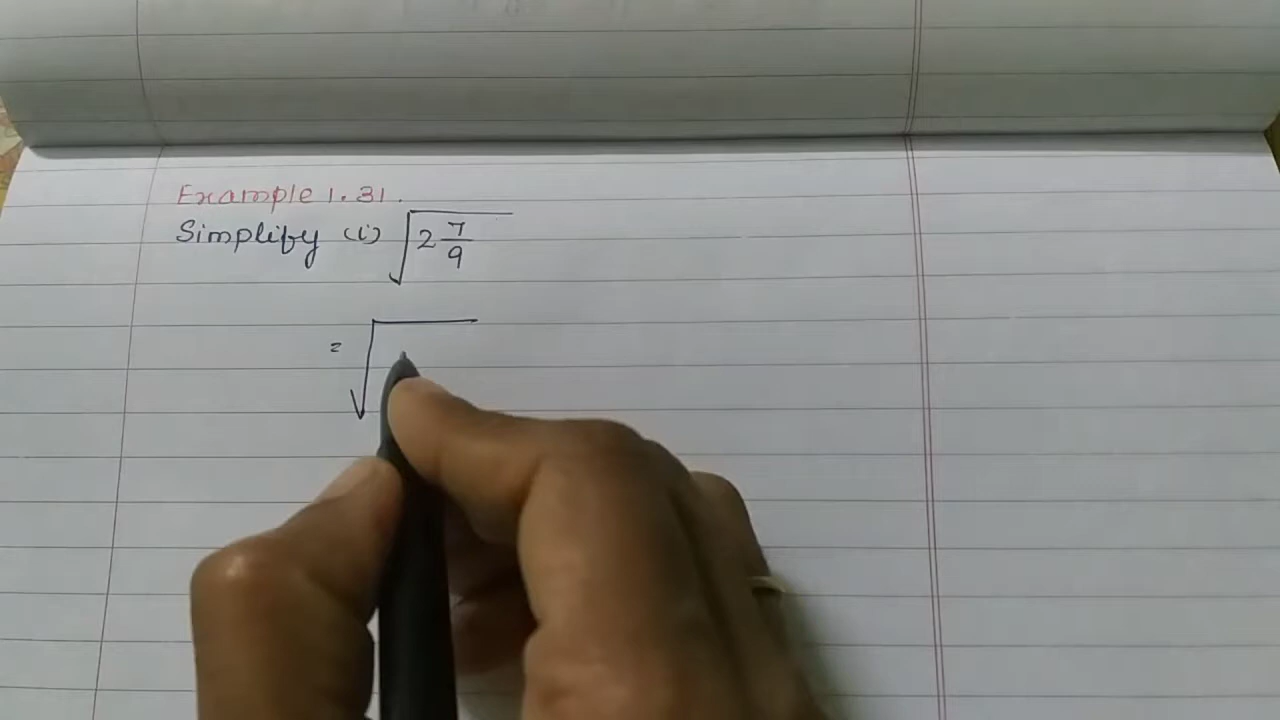 Example 1.31.
Simplify (i) √2 7/9
= √